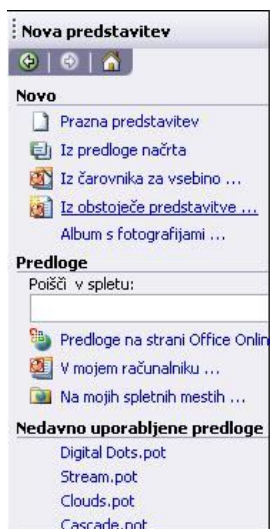 Nova predstavitev
Novo
Prazna predstavitev
Iz predloge načrta
Iz čarovnika za vsebino ...
Iz obstoječe predstavitve ...
Album s fotografijami ...
Predloge
Poišči v spletu:
Predloge na strani Office Onlin
V mojem računalniku ...
Na mojih spletnih mestih ...
Nedavno uporabljene predloge
Digital Dots.pot
Stream.pot
Clouds.pot
Cascade.pot